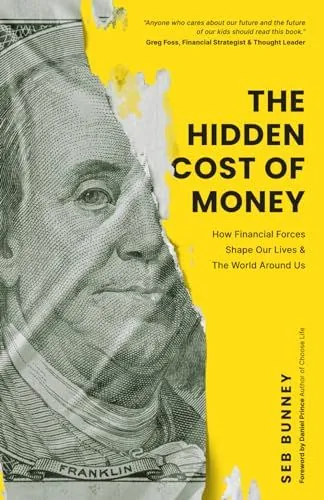 "Anyone who cares about our future and the future
of our kids should read this book."
Greg Foss, Financial Strategist & Thought Leader
THE
HIDDEN
COST OF
MONEY
How Financial Forces
Shape Our Lives &
The World Around Us
SEB BUNNEY
Foreword by Daniel Prince Author of Choose Life
FRANKLIN